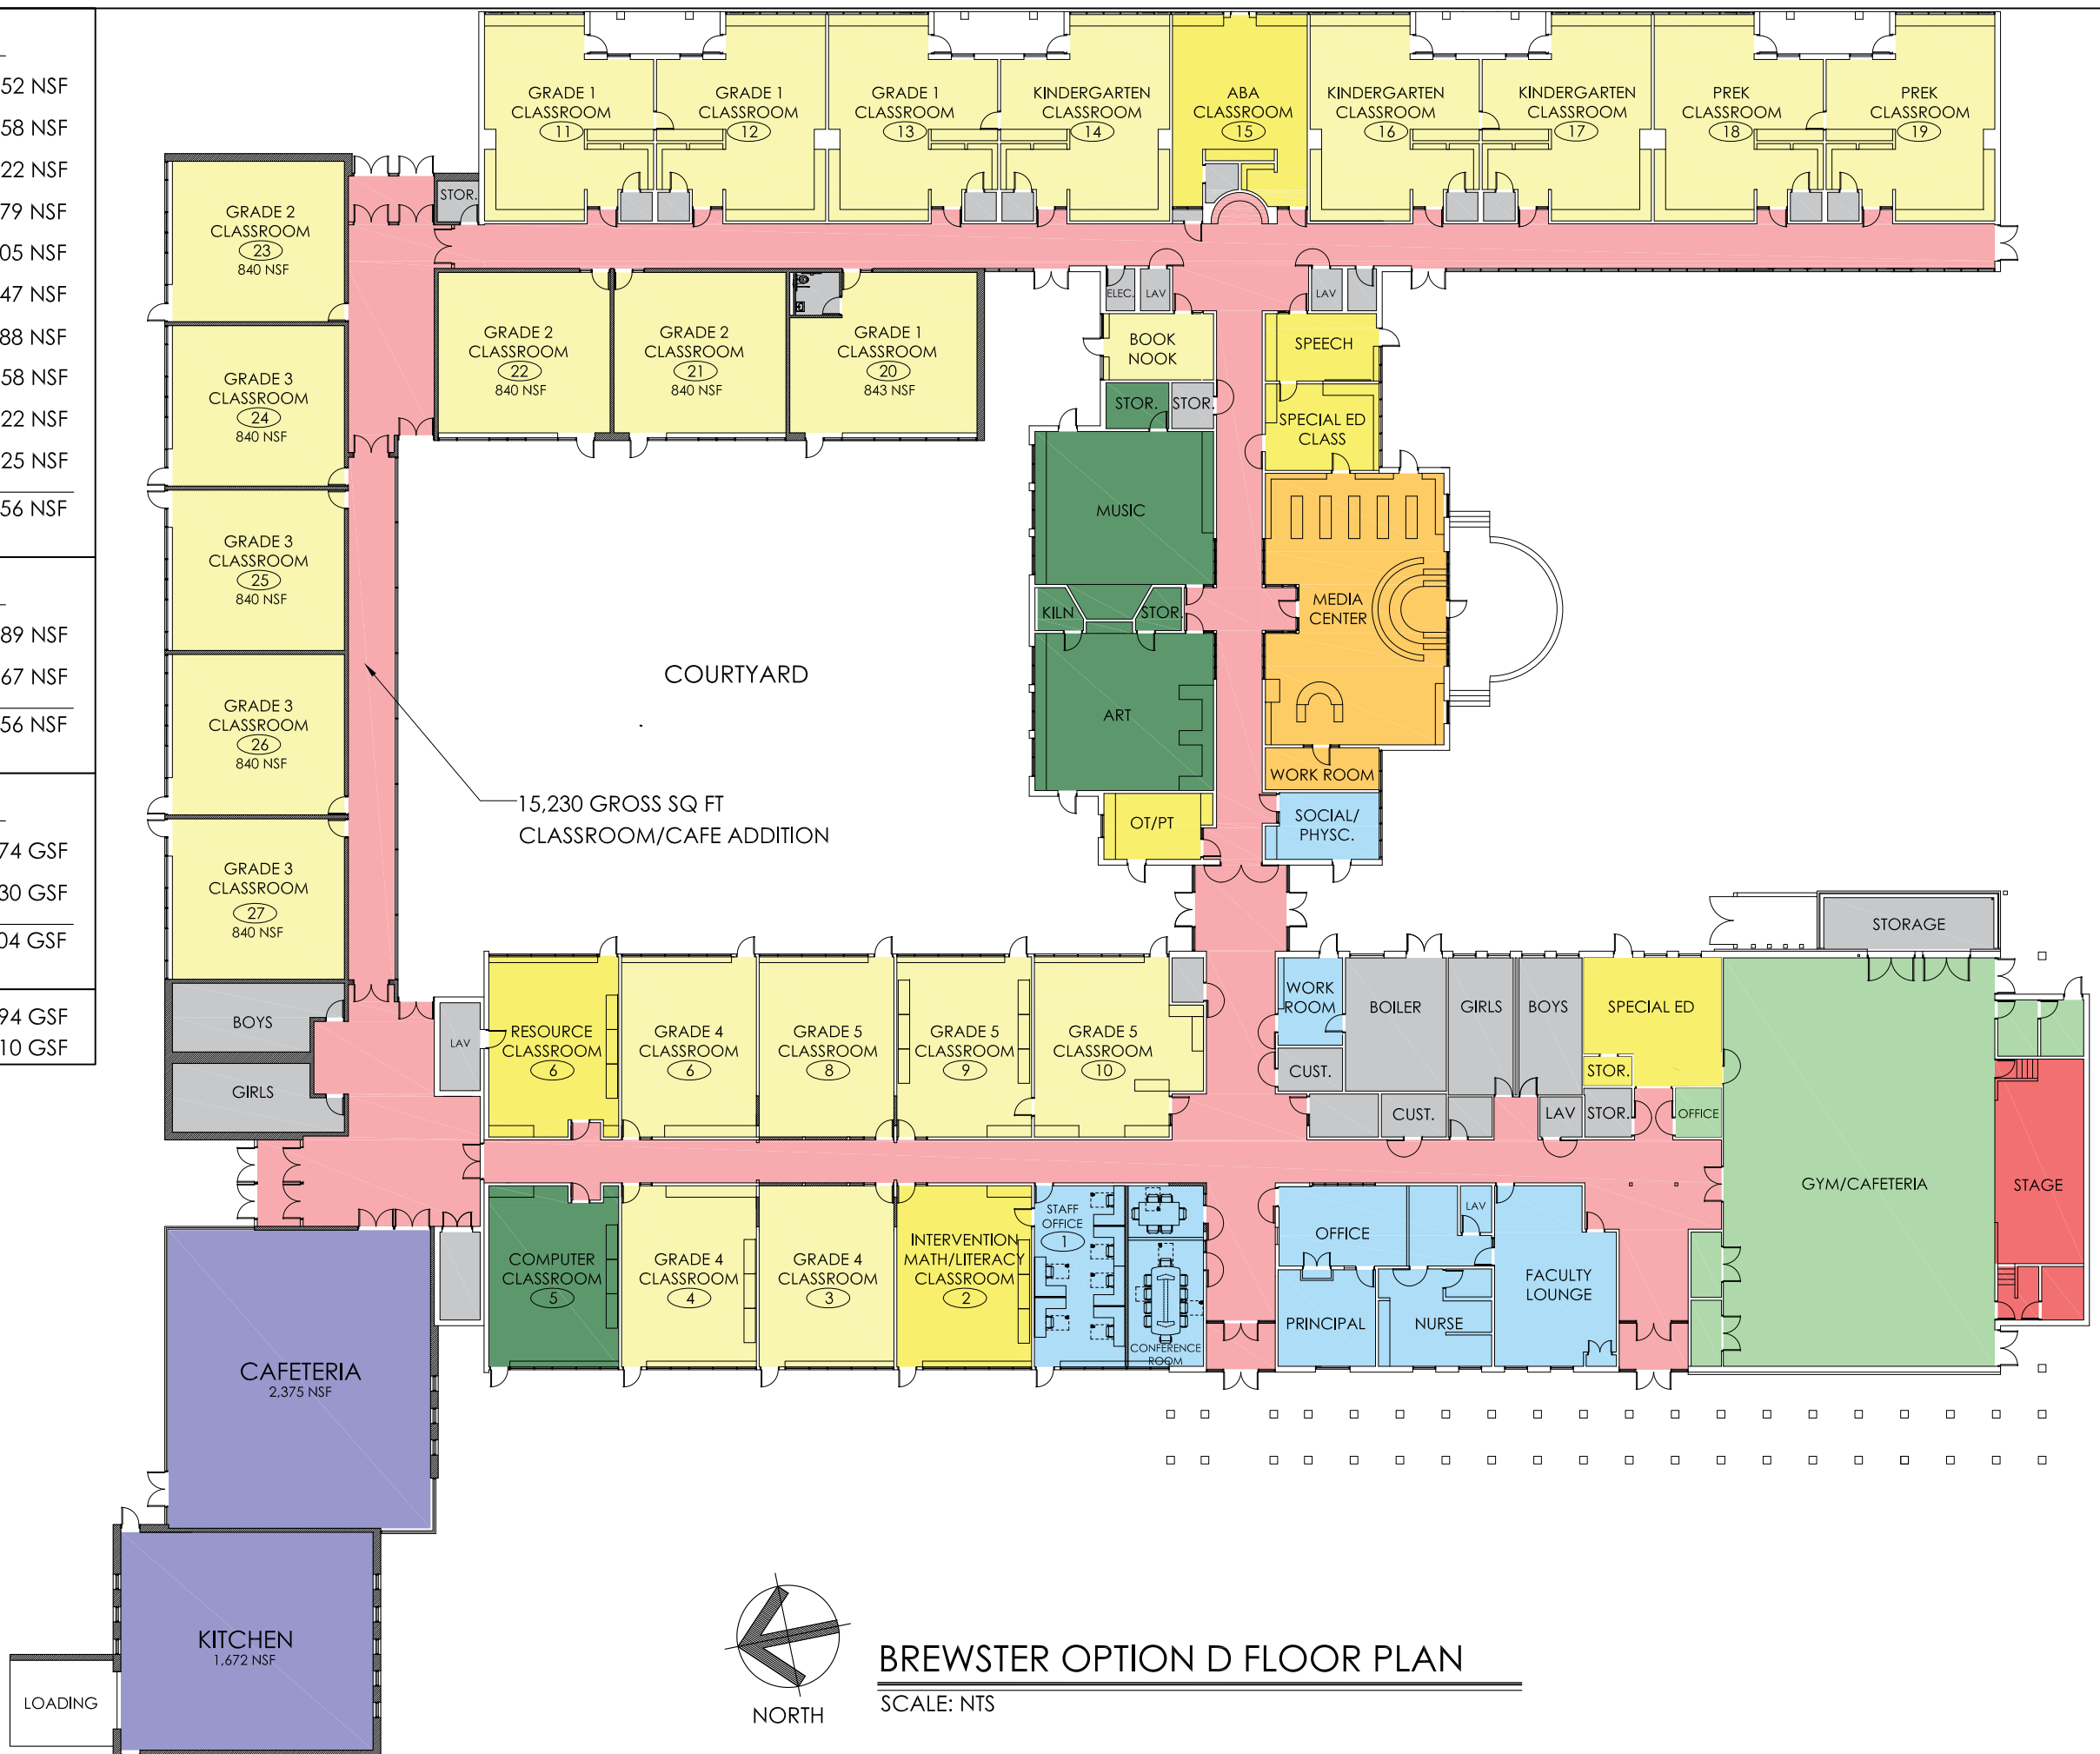 52 NSF
58 NSF
22 NSF
79 NSF
05 NSF
47 NSF
88 NSF
58 NSF
22 NSF
25 NSF
56 NSF
89 NSF
67 NSF
56 NSF
74 GSF
30 GSF
04 GSF
94 GSF
10 GSF
GRADE 1
CLASSROOM
11
GRADE 1
CLASSROOM
12
GRADE 1
CLASSROOM
13
KINDERGARTEN
CLASSROOM
14
ABA
CLASSROOM
15
KINDERGARTEN
CLASSROOM
16
KINDERGARTEN
CLASSROOM
17
PREK
CLASSROOM
18
PREK
CLASSROOM
19
STOR.
GRADE 2
CLASSROOM
23
840 NSF
GRADE 2
CLASSROOM
22
840 NSF
GRADE 2
CLASSROOM
21
840 NSF
GRADE 1
CLASSROOM
20
843 NSF
ELEC.
LAV
LAV
BOOK
NOOK
SPEECH
STOR.
STOR.
SPECIAL ED
CLASS
GRADE 3
CLASSROOM
24
840 NSF
MUSIC
GRADE 3
CLASSROOM
25
840 NSF
KILN
STOR.
MEDIA
CENTER
COURTYARD
GRADE 3
CLASSROOM
26
840 NSF
ART
WORK ROOM
15,230 GROSS SQ FT
CLASSROOM/CAFE ADDITION
OT/PT
SOCIAL/
PHYSC.
GRADE 3
CLASSROOM
27
840 NSF
STORAGE
BOYS
GIRLS
LAV
RESOURCE
CLASSROOM
6
GRADE 4
CLASSROOM
6
GRADE 5
CLASSROOM
8
GRADE 5
CLASSROOM
9
GRADE 5
CLASSROOM
10
WORK
ROOM
BOILER
GIRLS
BOYS
SPECIAL ED
CUST.
STOR.
CUST.
LAV
STOR.
OFFICE
GYM/CAFETERIA
STAGE
COMPUTER
CLASSROOM
5
GRADE 4
CLASSROOM
4
GRADE 4
CLASSROOM
3
INTERVENTION
MATH/LITERACY
CLASSROOM
2
STAFF
OFFICE
1
CONFERENCE
ROOM
OFFICE
LAV
PRINCIPAL
NURSE
FACULTY
LOUNGE
CAFETERIA
2,375 NSF
KITCHEN
1,672 NSF
LOADING
NORTH
BREWSTER OPTION D FLOOR PLAN
SCALE: NTS